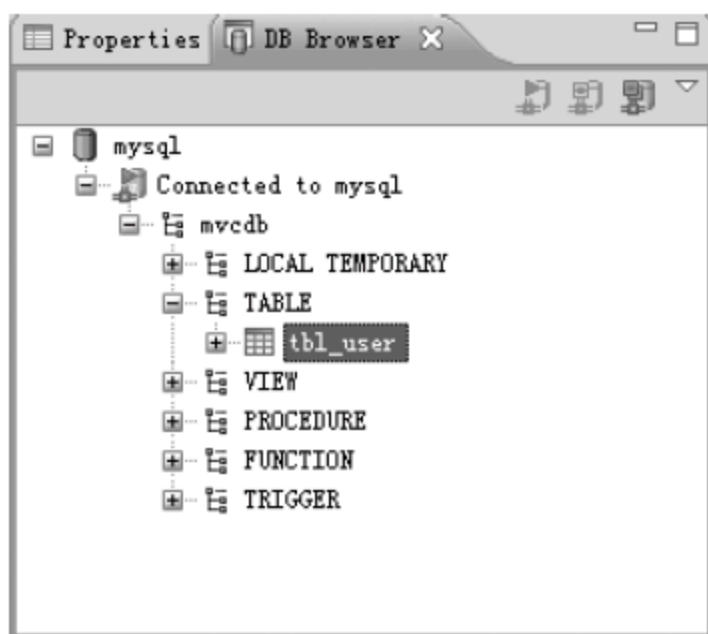 Properties DB Browser
mysql
Connected to mysql
mvcdb
LOCAL TEMPORARY
TABLE
tbl_user
VIEW
PROCEDURE
FUNCTION
TRIGGER